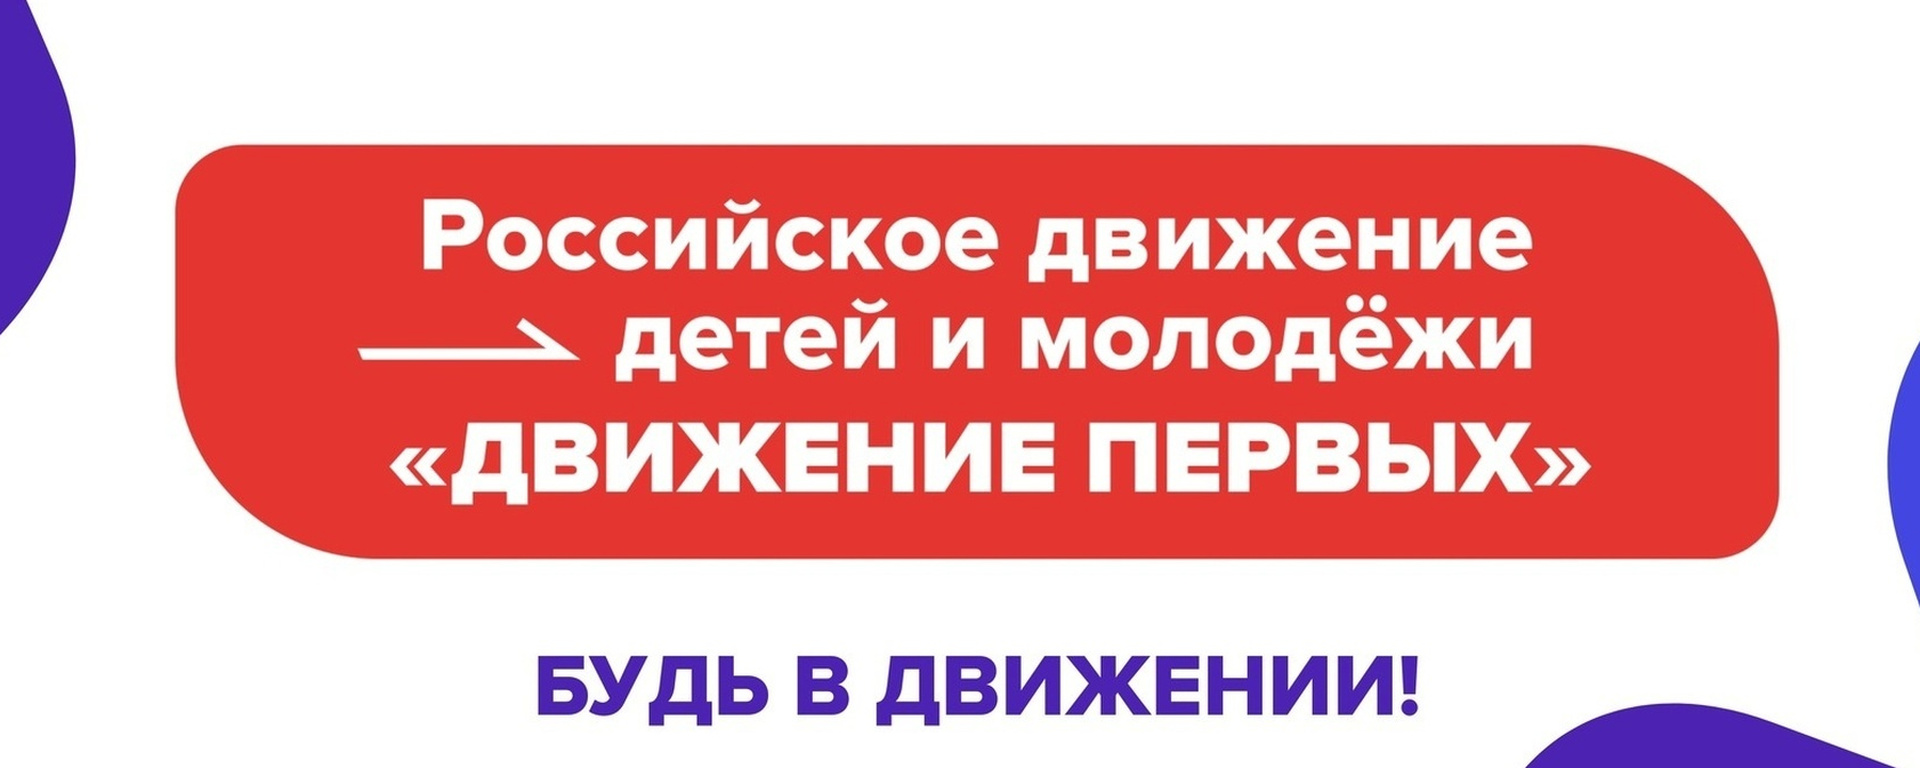 Российское движение
детей и молодёжи
«ДВИЖЕНИЕ ПЕРВЫХ»
БУДЬ В ДВИЖЕНИИ!